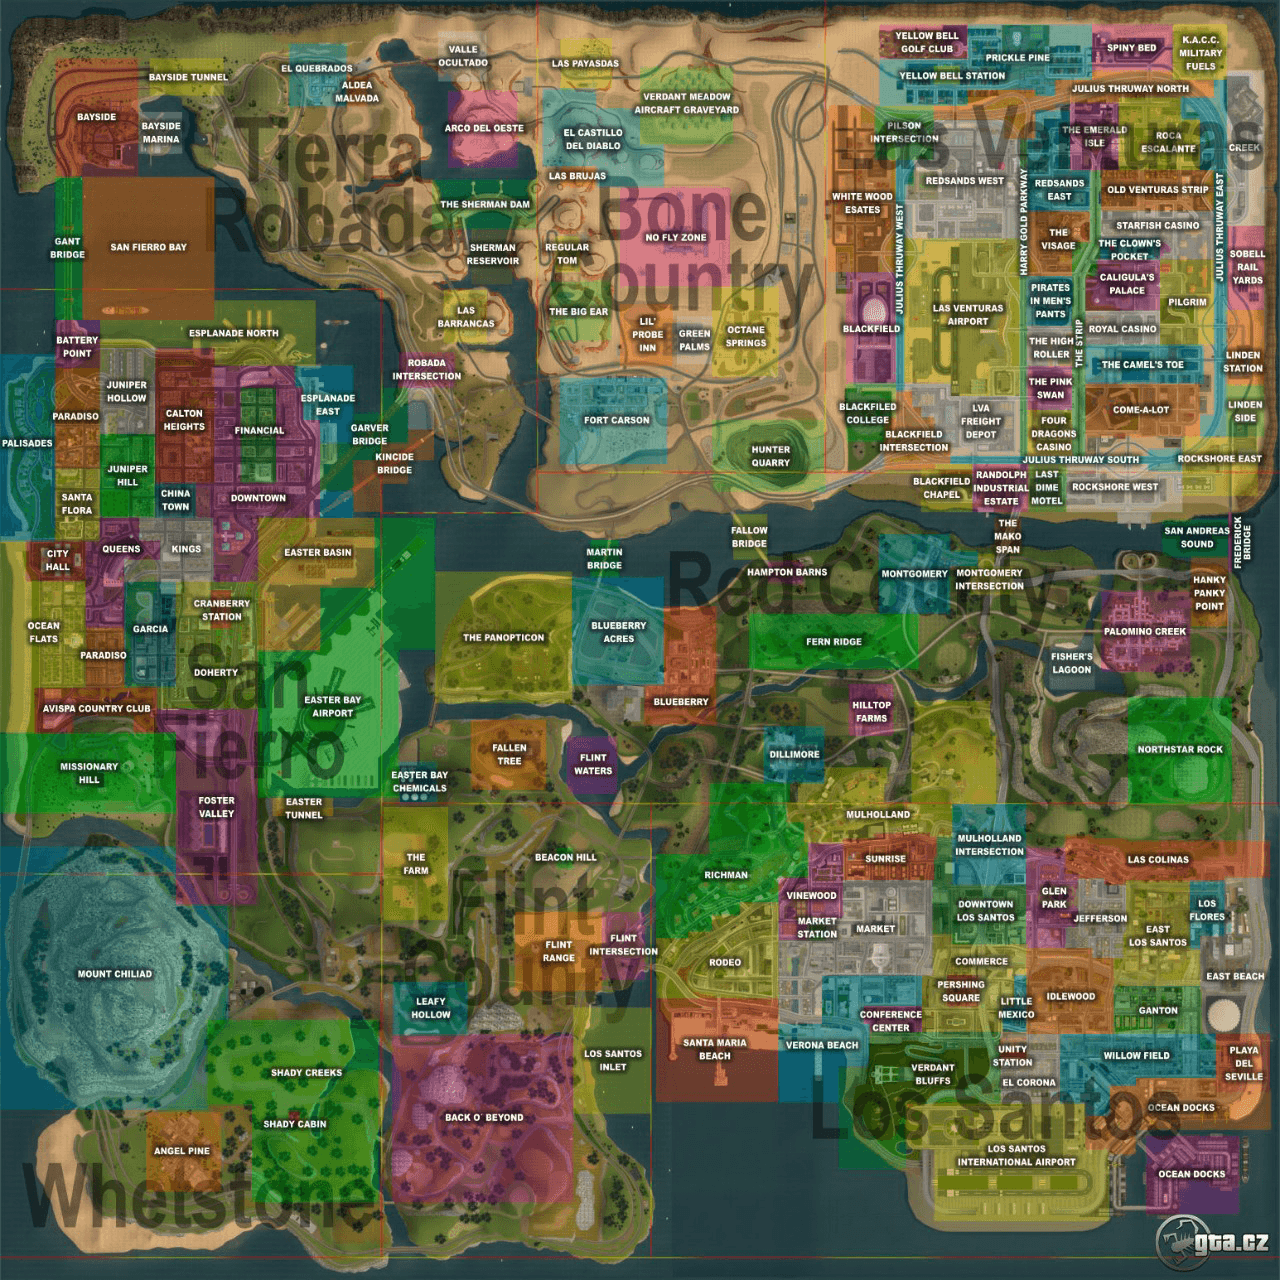 YELLOW BELL
GOLF CLUB
PRICKLE PINE
SPINY BED
K.A.C.C.
MILITARY
FUELS
YELLOW BELL STATION
JULIUS THRUWAY NORTH
VALLE
OCULTADO
LAS PAYASDAS
EL QUEBRADOS
BAYSIDE TUNNEL
ALDEA
MALVADA
VERDANT MEADOW
AIRCRAFT GRAVEYARD
BAYSIDE
BAYSIDE
MARINA
ARCO DEL OESTE
EL CASTILLO
DEL DIABLO
PILSON
INTERSECTION
THE EMERALD
ISLE
ROCA
ESCALANTE
CREEK
Las Venturas
Tierra
Robada
Bone
Country
LAS BRUJAS
REDSANDS WEST
REDSANDS
EAST
OLD VENTURAS STRIP
THE SHERMAN DAM
WHITE WOOD
ESATES
STARFISH CASINO
GANT
BRIDGE
SAN FIERRO BAY
SHERMAN
RESERVOIR
REGULAR
TOM
NO FLY ZONE
JULIUS THRUWAY WEST
HARRY GOLD PARKWAY
THE
VISAGE
THE CLOWN'S
POCKET
JULIUS THRUWAY EAST
SOBELL
RAIL
YARDS
CALIGULA'S
PALACE
PIRATES
IN MEN'S
PANTS
PILGRIM
LAS
BARRANCAS
THE BIG EAR
LIL'
PROBE
INN
GREEN
PALMS
OCTANE
SPRINGS
BLACKFIELD
LAS VENTURAS
AIRPORT
ROYAL CASINO
THE STRIP
ESPLANADE NORTH
BATTERY
POINT
THE HIGH
ROLLER
THE CAMEL'S TOE
LINDEN
STATION
ROBADA
INTERSECTION
JUNIPER
HOLLOW
THE PINK
SWAN
ESPLANADE
EAST
PARADISO
CALTON
HEIGHTS
FINANCIAL
GARVER
BRIDGE
FORT CARSON
BLACKFILED
COLLEGE
LVA
FREIGHT
DEPOT
COME-A-LOT
LINDEN
SIDE
PALISADES
FOUR
DRAGONS
CASINO
BLACKFIELD
INTERSECTION
KINCIDE
BRIDGE
HUNTER
QUARRY
JULIUS THRUWAY SOUTH
ROCKSHORE EAST
JUNIPER
HILL
BLACKFIELD
CHAPEL
RANDOLPH
INDUSTRIAL
ESTATE
LAST
DIME
MOTEL
ROCKSHORE WEST
SANTA
FLORA
CHINA
TOWN
DOWNTOWN
THE
MAKO
SPAN
SAN ANDREAS
SOUND
FREDERICK
BRIDGE
FALLOW
BRIDGE
QUEENS
KINGS
EASTER BASIN
MARTIN
BRIDGE
CITY
HALL
Red County
HAMPTON BARNS
MONTGOMERY
MONTGOMERY
INTERSECTION
HANKY
PANKY
POINT
CRANBERRY
STATION
OCEAN
FLATS
GARCIA
THE PANOPTICON
BLUEBERRY
ACRES
FERN RIDGE
PALOMINO CREEK
PARADISO
FISHER'S
LAGOON
DOHERTY
San
Fierro
AVISPA COUNTRY CLUB
EASTER BAY
AIRPORT
BLUEBERRY
HILLTOP
FARMS
FALLEN
TREE
FLINT
WATERS
DILLIMORE
NORTHSTAR ROCK
MISSIONARY
HILL
EASTER BAY
CHEMICALS
FOSTER
VALLEY
EASTER
TUNNEL
MULHOLLAND
MULHOLLAND
INTERSECTION
THE
FARM
BEACON HILL
SUNRISE
LAS COLINAS
RICHMAN
Flint
County
VINEWOOD
DOWNTOWN
LOS SANTOS
GLEN
PARK
JEFFERSON
LOS
FLORES
MARKET
STATION
MARKET
EAST
LOS SANTOS
FLINT
RANGE
FLINT
INTERSECTION
MOUNT CHILIAD
RODEO
COMMERCE
EAST BEACH
PERSHING
SQUARE
LITTLE
MEXICO
IDLEWOOD
LEAFY
HOLLOW
CONFERENCE
CENTER
GANTON
SANTA MARIA
BEACH
VERONA BEACH
UNITY
STATION
WILLOW FIELD
PLAYA
DEL
SEVILLE
LOS SANTOS
INLET
SHADY CREEKS
VERDANT
BLUFFS
EL CORONA
Los Santos
OCEAN DOCKS
BACK O' BEYOND
SHADY CABIN
ANGEL PINE
LOS SANTOS
INTERNATIONAL AIRPORT
OCEAN DOCKS
Whetstone
gta.cz